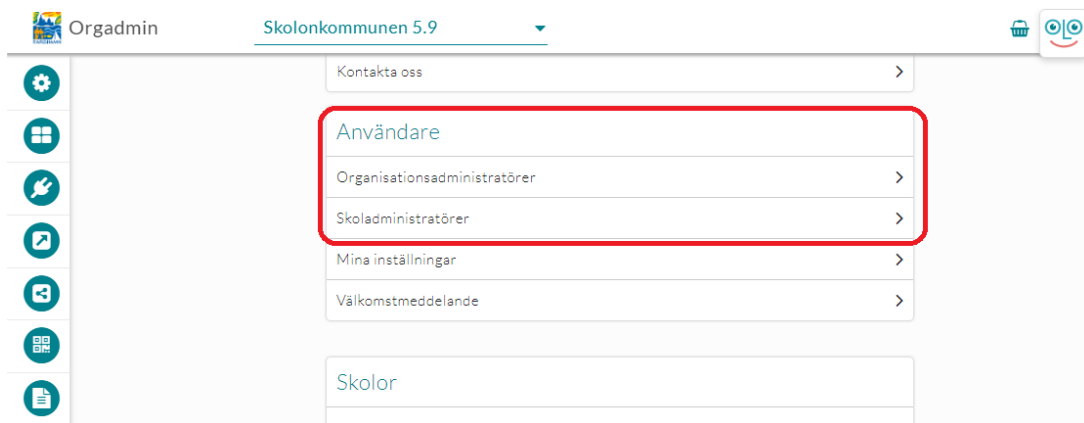 Orgadmin
Skolonkommunen 5.9
Kontakta oss
Användare
Organisationsadministratörer
Skoladministratörer
Mina inställningar
Välkomstmeddelande
Skolor